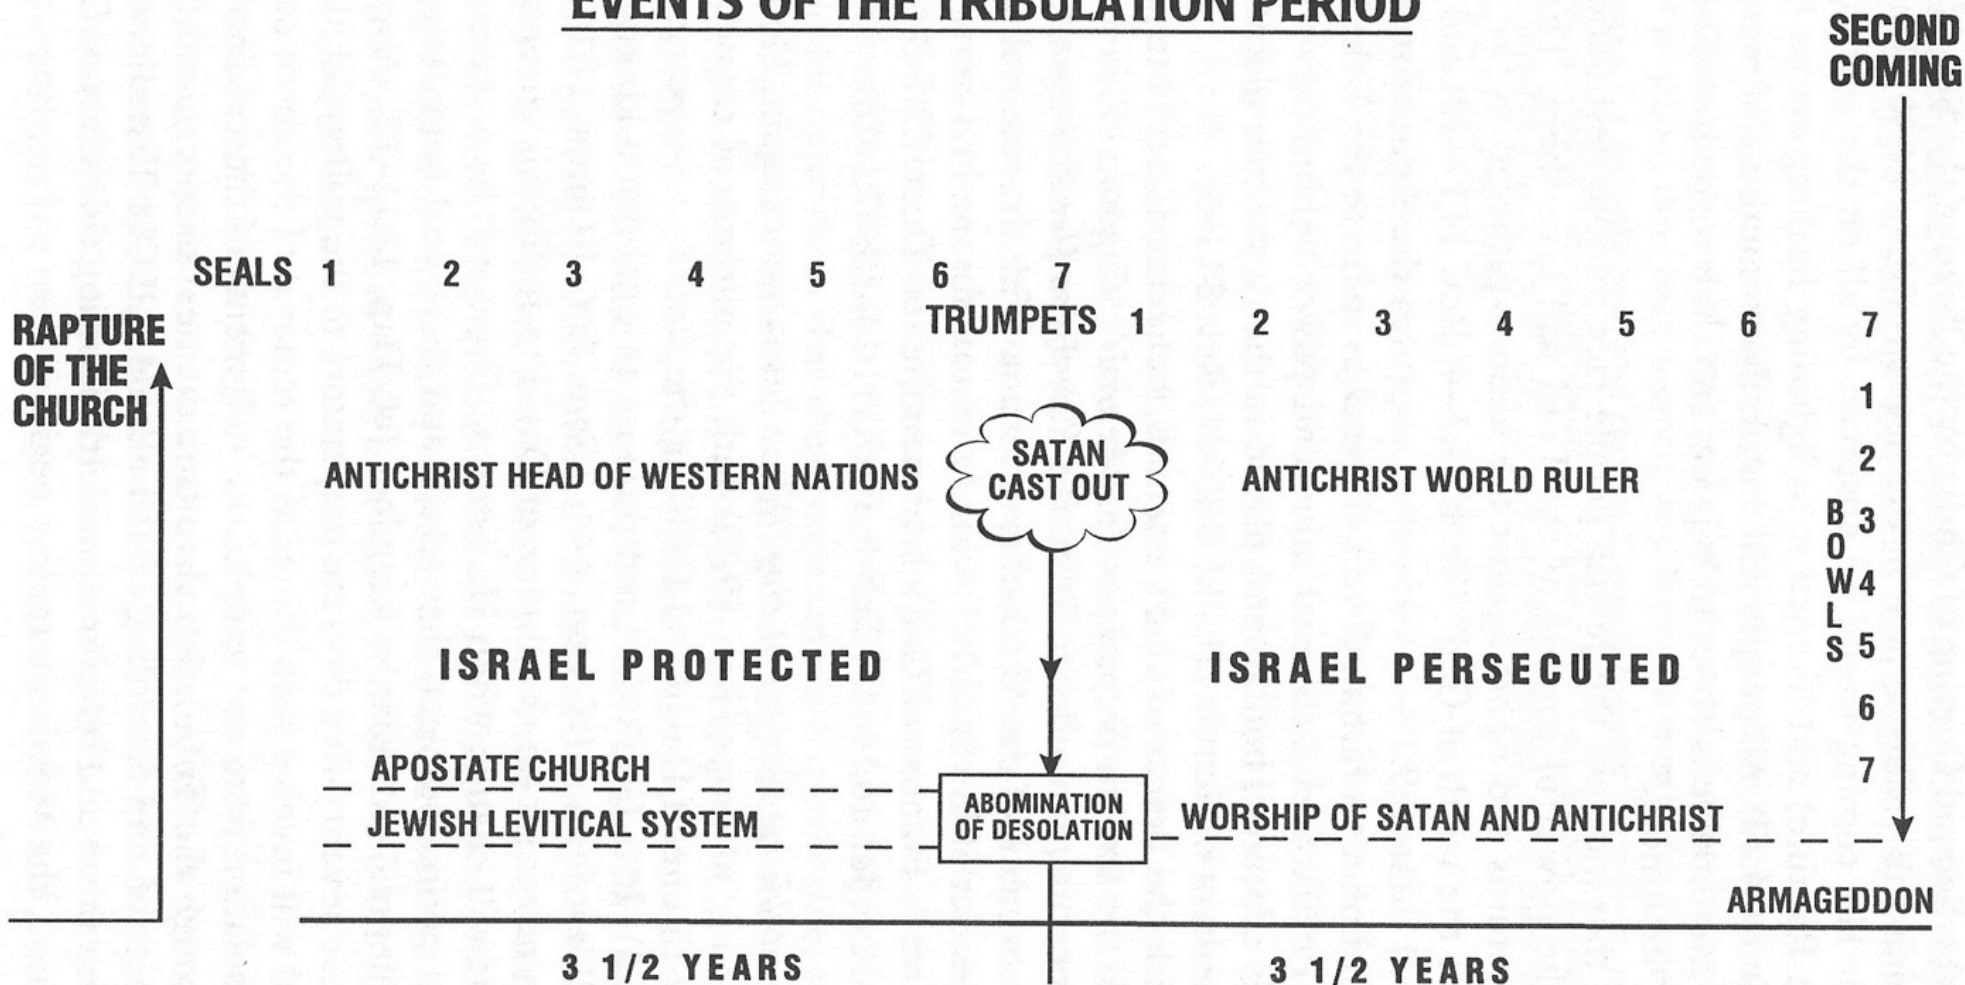 EVENTS OF THE TRIBULATION PERIOD
SECOND
COMING
SEALS 1 2 3 4 5 6 7
TRUMPETS 1 2 3 4 5 6 7
RAPTURE
OF THE
CHURCH
1
2
3
4
5
6
7
BOWLS
SATAN
CAST OUT
ANTICHRIST HEAD OF WESTERN NATIONS
ANTICHRIST WORLD RULER
ISRAEL PROTECTED
ISRAEL PERSECUTED
APOSTATE CHURCH
JEWISH LEVITICAL SYSTEM
ABOMINATION
OF DESOLATION
WORSHIP OF SATAN AND ANTICHRIST
ARMAGEDDON
3 1/2 YEARS
3 1/2 YEARS